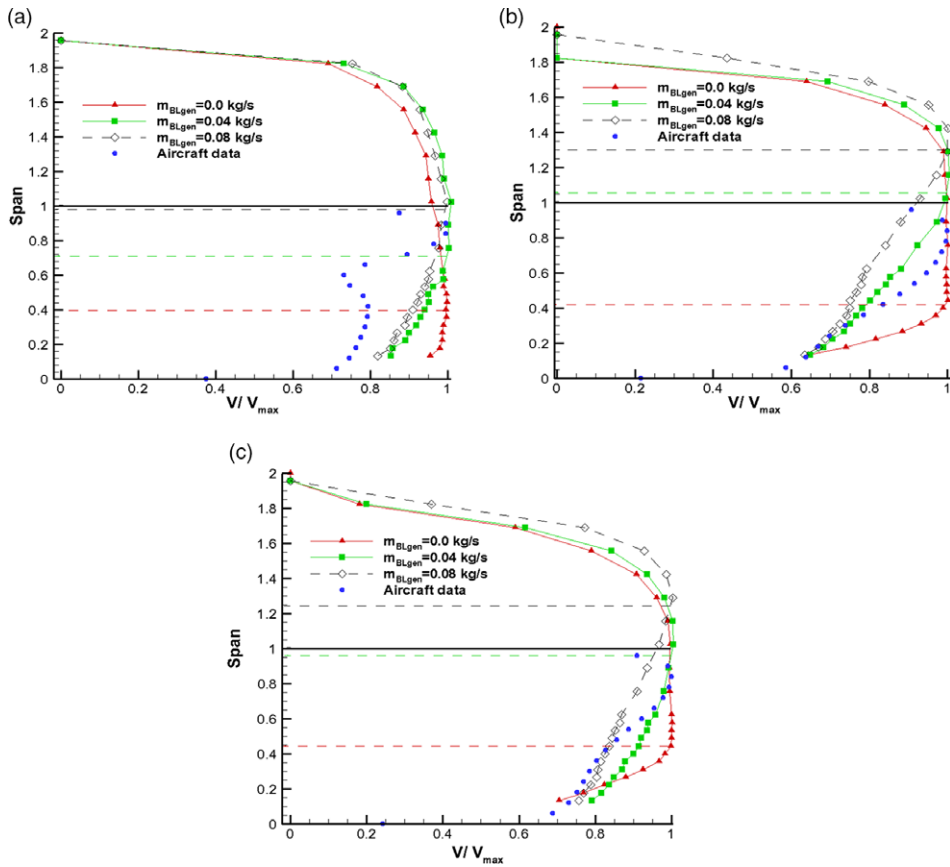 (a)
2
1.8
1.6
1.4
1.2
1
0.8
0.6
0.4
0.2
0
Span
m_BLgen=0.0 kg/s
m_BLgen=0.04 kg/s
m_BLgen=0.08 kg/s
Aircraft data
0 0.2 0.4 0.6 0.8 1
V/ V_max
(b)
2
1.8
1.6
1.4
1.2
1
0.8
0.6
0.4
0.2
0
Span
m_BLgen=0.0 kg/s
m_BLgen=0.04 kg/s
m_BLgen=0.08 kg/s
Aircraft data
0 0.2 0.4 0.6 0.8 1
V/ V_max
(c)
2
1.8
1.6
1.4
1.2
1
0.8
0.6
0.4
0.2
0
Span
m_BLgen=0.0 kg/s
m_BLgen=0.04 kg/s
m_BLgen=0.08 kg/s
Aircraft data
0 0.2 0.4 0.6 0.8 1
V/ V_max